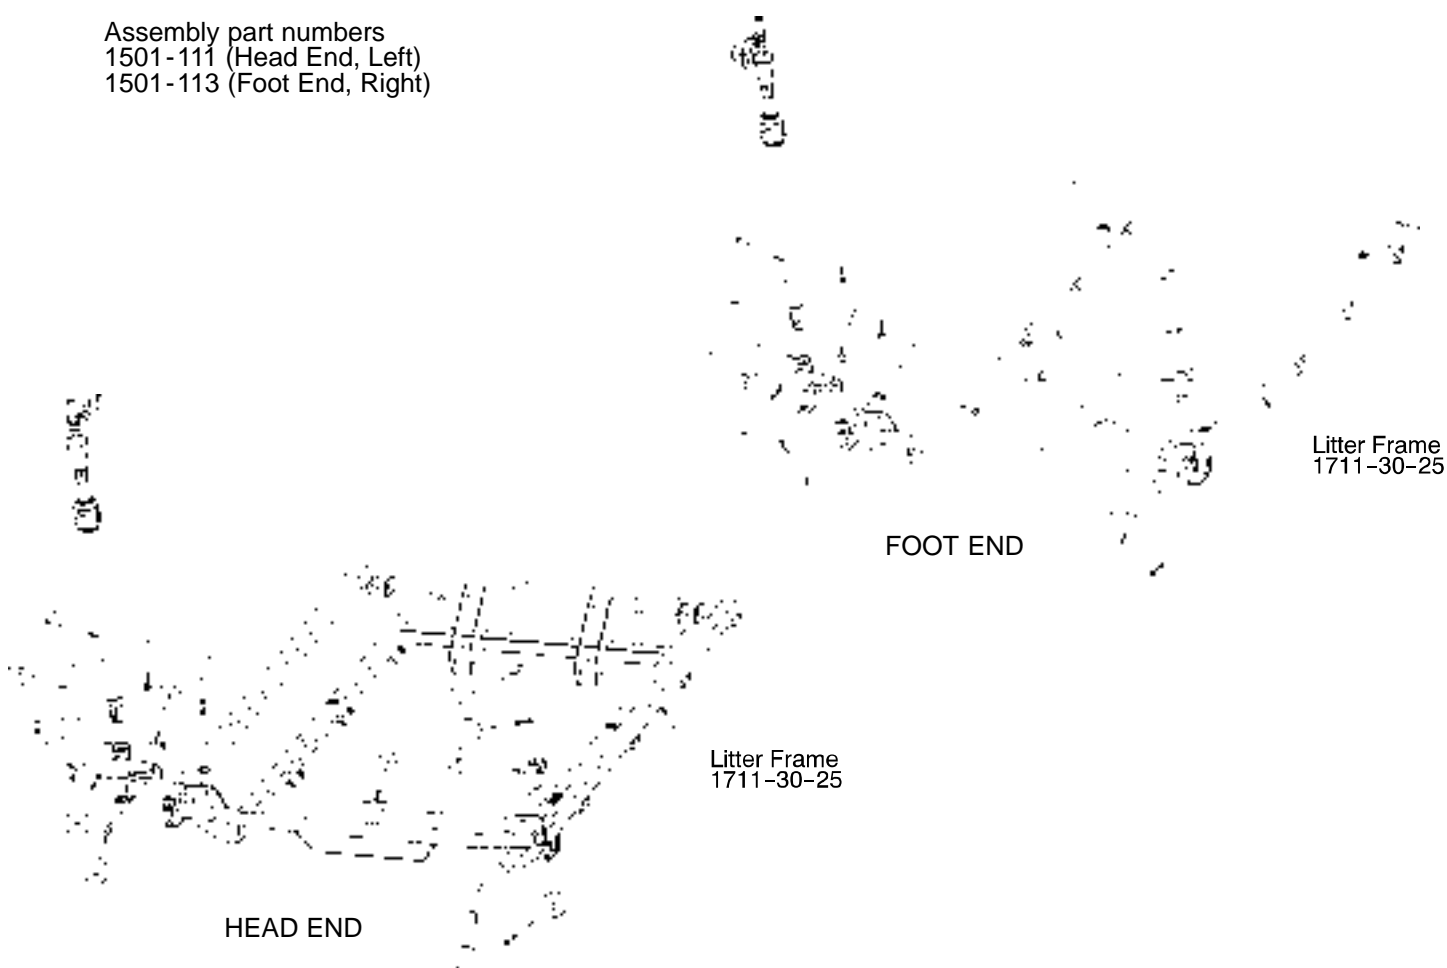 Assembly part numbers
1501-111 (Head End, Left)
1501-113 (Foot End, Right)
Litter Frame
1711-30-25
FOOT END
Litter Frame
1711-30-25
HEAD END